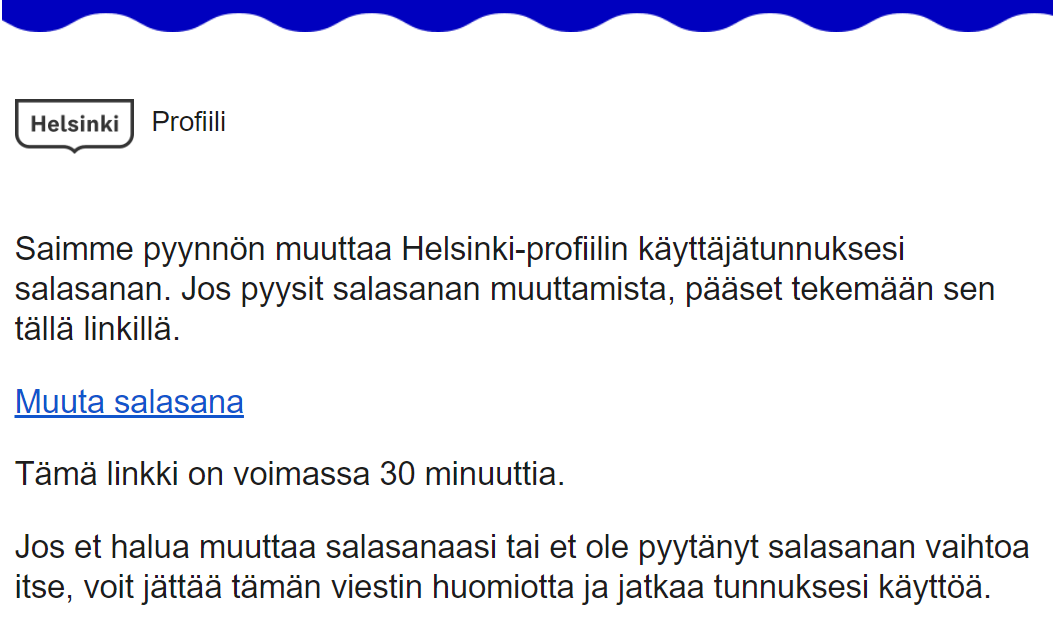 Helsinki Profiili
Saimme pyynnön muuttaa Helsinki-profiilin käyttäjätunnuksesi
salasanan. Jos pyysit salasanan muuttamista, pääset tekemään sen
tällä linkillä.
Muuta salasana
Tämä linkki on voimassa 30 minuuttia.
Jos et halua muuttaa salasanaasi tai et ole pyytänyt salasanan vaihtoa
itse, voit jättää tämän viestin huomiotta ja jatkaa tunnuksesi käyttöä.